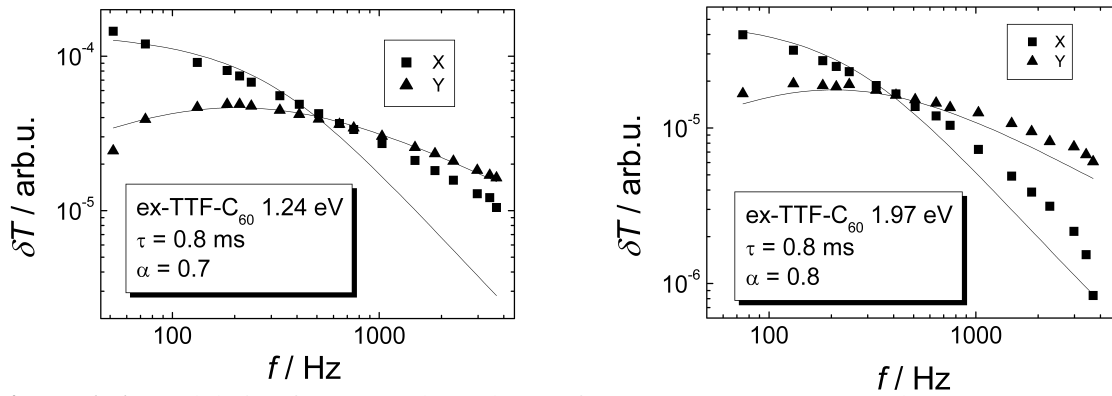 10⁻⁴
10⁻⁵
δT / arb.u.
X
Y
ex-TTF-C₆₀ 1.24 eV
τ = 0.8 ms
α = 0.7
100
1000
f / Hz
10⁻⁵
10⁻⁶
δT / arb.u.
X
Y
ex-TTF-C₆₀ 1.97 eV
τ = 0.8 ms
α = 0.8
100
1000
f / Hz